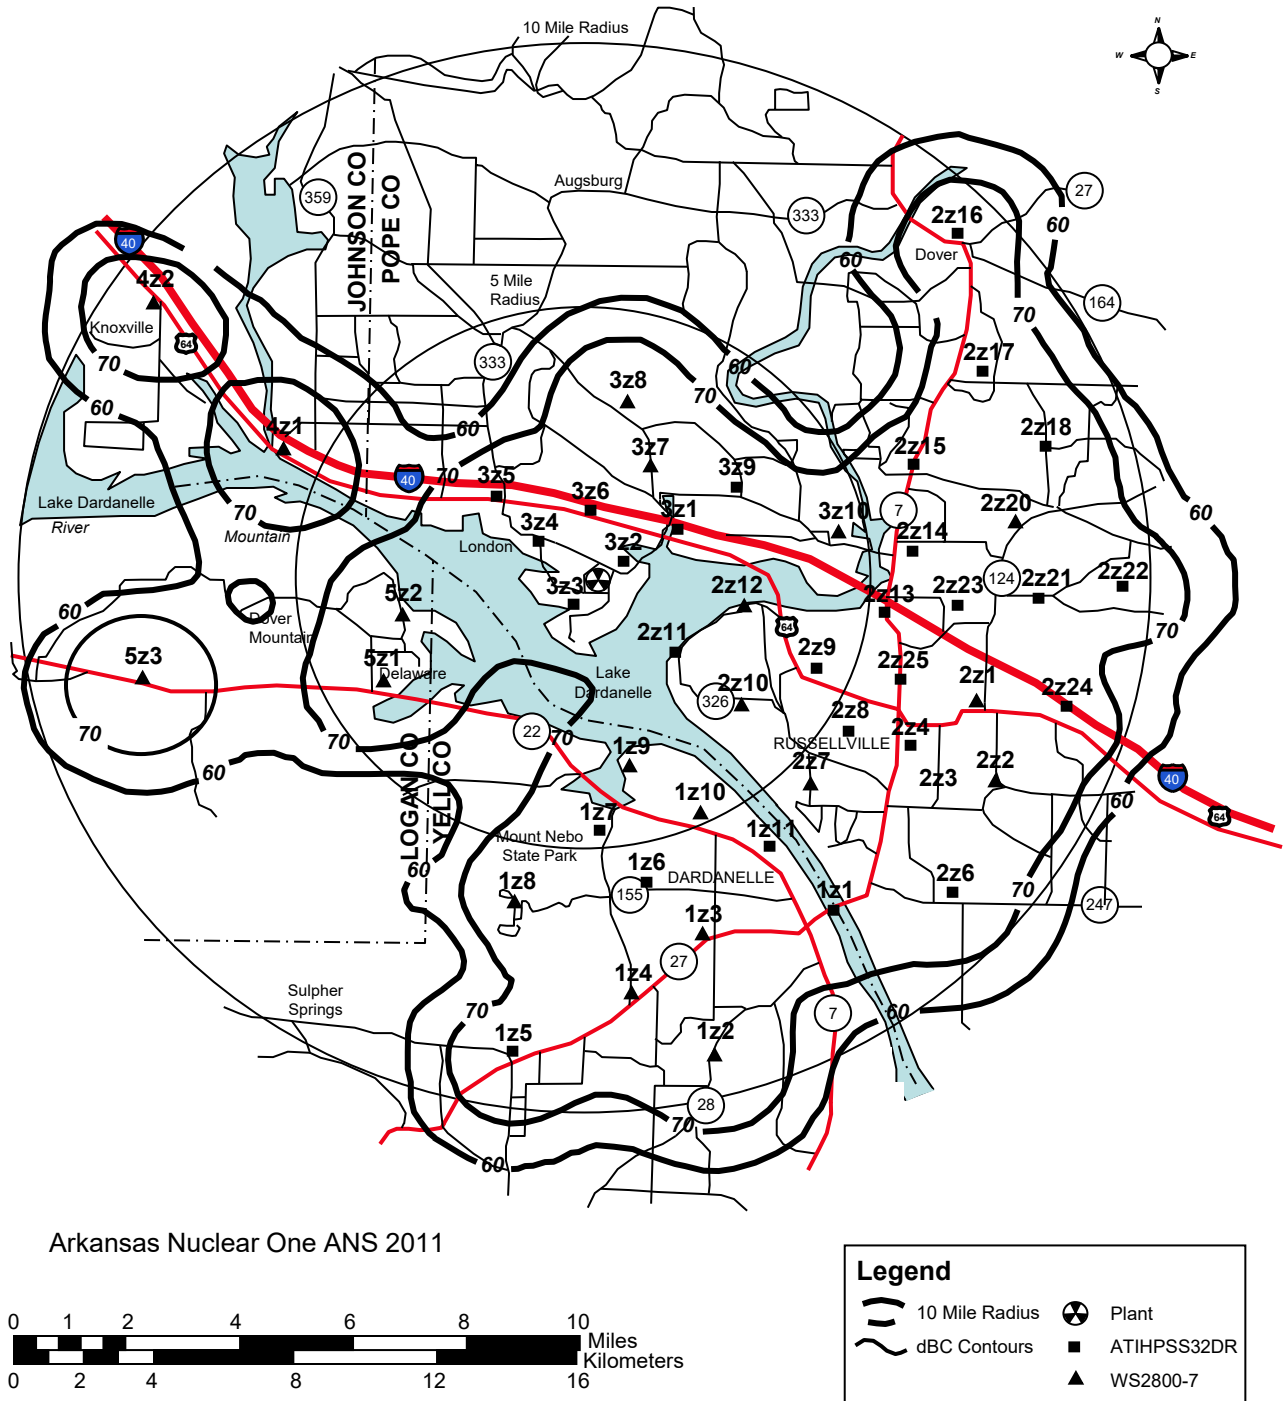 10 Mile Radius
N
W
E
S
JOHNSON CO
POPE CO
359
Augsburg
333
27
60
2z16
Dover
40
60
4z2
5 Mile
Radius
164
Knoxville
64
70
333
70
60
2z17
70
60
3z8
70
4z1
60
2z18
3z7
2z15
3z9
40
70
3z5
Lake Dardanelle
River
70
Mountain
3z6
3z1
3z10
7
2z20
60
3z4
London
3z2
2z14
60
Dover
Mountain
5z2
3z3
2z12
2z13
2z23
124
2z21
2z22
70
5z3
5z1
Delaware
2z11
Lake
Dardanelle
64
2z9
2z25
2z1
2z24
326
2z10
70
70
22
70
2z8
RUSSELLVILLE
2z4
60
LOGAN CO
YELL CO
1z9
2z7
2z3
2z2
40
64
60
1z10
1z7
Mount Nebo
State Park
1z11
60
1z8
1z6
155
DARDANELLE
1z1
2z6
70
247
1z3
27
1z4
Sulpher
Springs
70
1z5
7
60
1z2
28
70
60
Arkansas Nuclear One ANS 2011
0 1 2 4 6 8 10
Miles
Kilometers
0 2 4 8 12 16
Legend
10 Mile Radius
Plant
dBC Contours
ATIHPSS32DR
WS2800-7